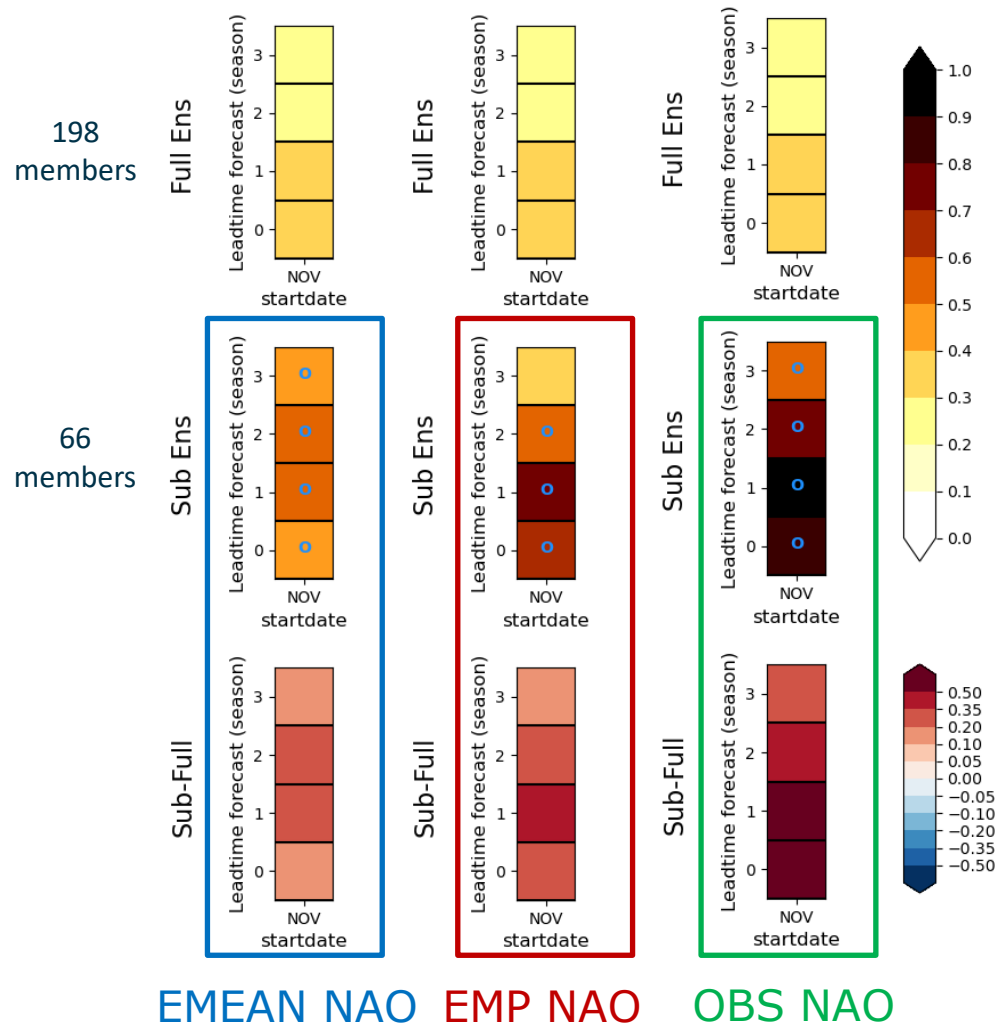 198
members
Full Ens
Leadtime forecast (season)
3
2
1
0
NOV
startdate
Full Ens
Leadtime forecast (season)
3
2
1
0
NOV
startdate
Full Ens
Leadtime forecast (season)
3
2
1
0
NOV
startdate
1.0
0.9
0.8
0.7
0.6
0.5
0.4
0.3
0.2
0.1
0.0
66
members
Sub Ens
Leadtime forecast (season)
3
2
1
0
o
o
o
o
NOV
startdate
Sub Ens
Leadtime forecast (season)
3
2
1
0
o
o
o
NOV
startdate
Sub Ens
Leadtime forecast (season)
3
2
1
0
o
o
o
o
NOV
startdate
Sub-Full
Leadtime forecast (season)
3
2
1
0
NOV
startdate
Sub-Full
Leadtime forecast (season)
3
2
1
0
NOV
startdate
Sub-Full
Leadtime forecast (season)
3
2
1
0
NOV
startdate
0.50
0.35
0.20
0.10
0.05
0.00
−0.05
−0.10
−0.20
−0.35
−0.50
EMEAN NAO
EMP NAO
OBS NAO